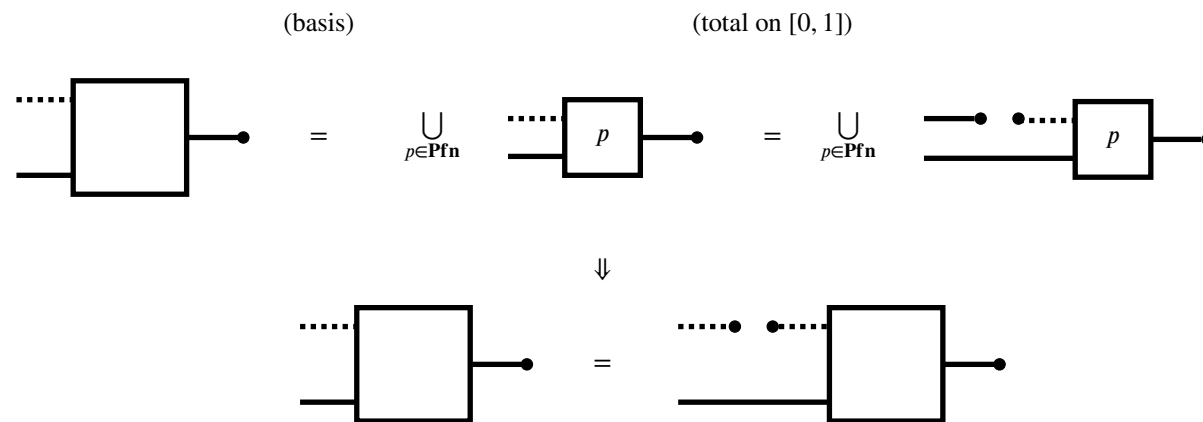 (basis) (total on [0, 1])
= ⋃ p = ⋃ p
p∈Pfn p∈Pfn
⇓
=